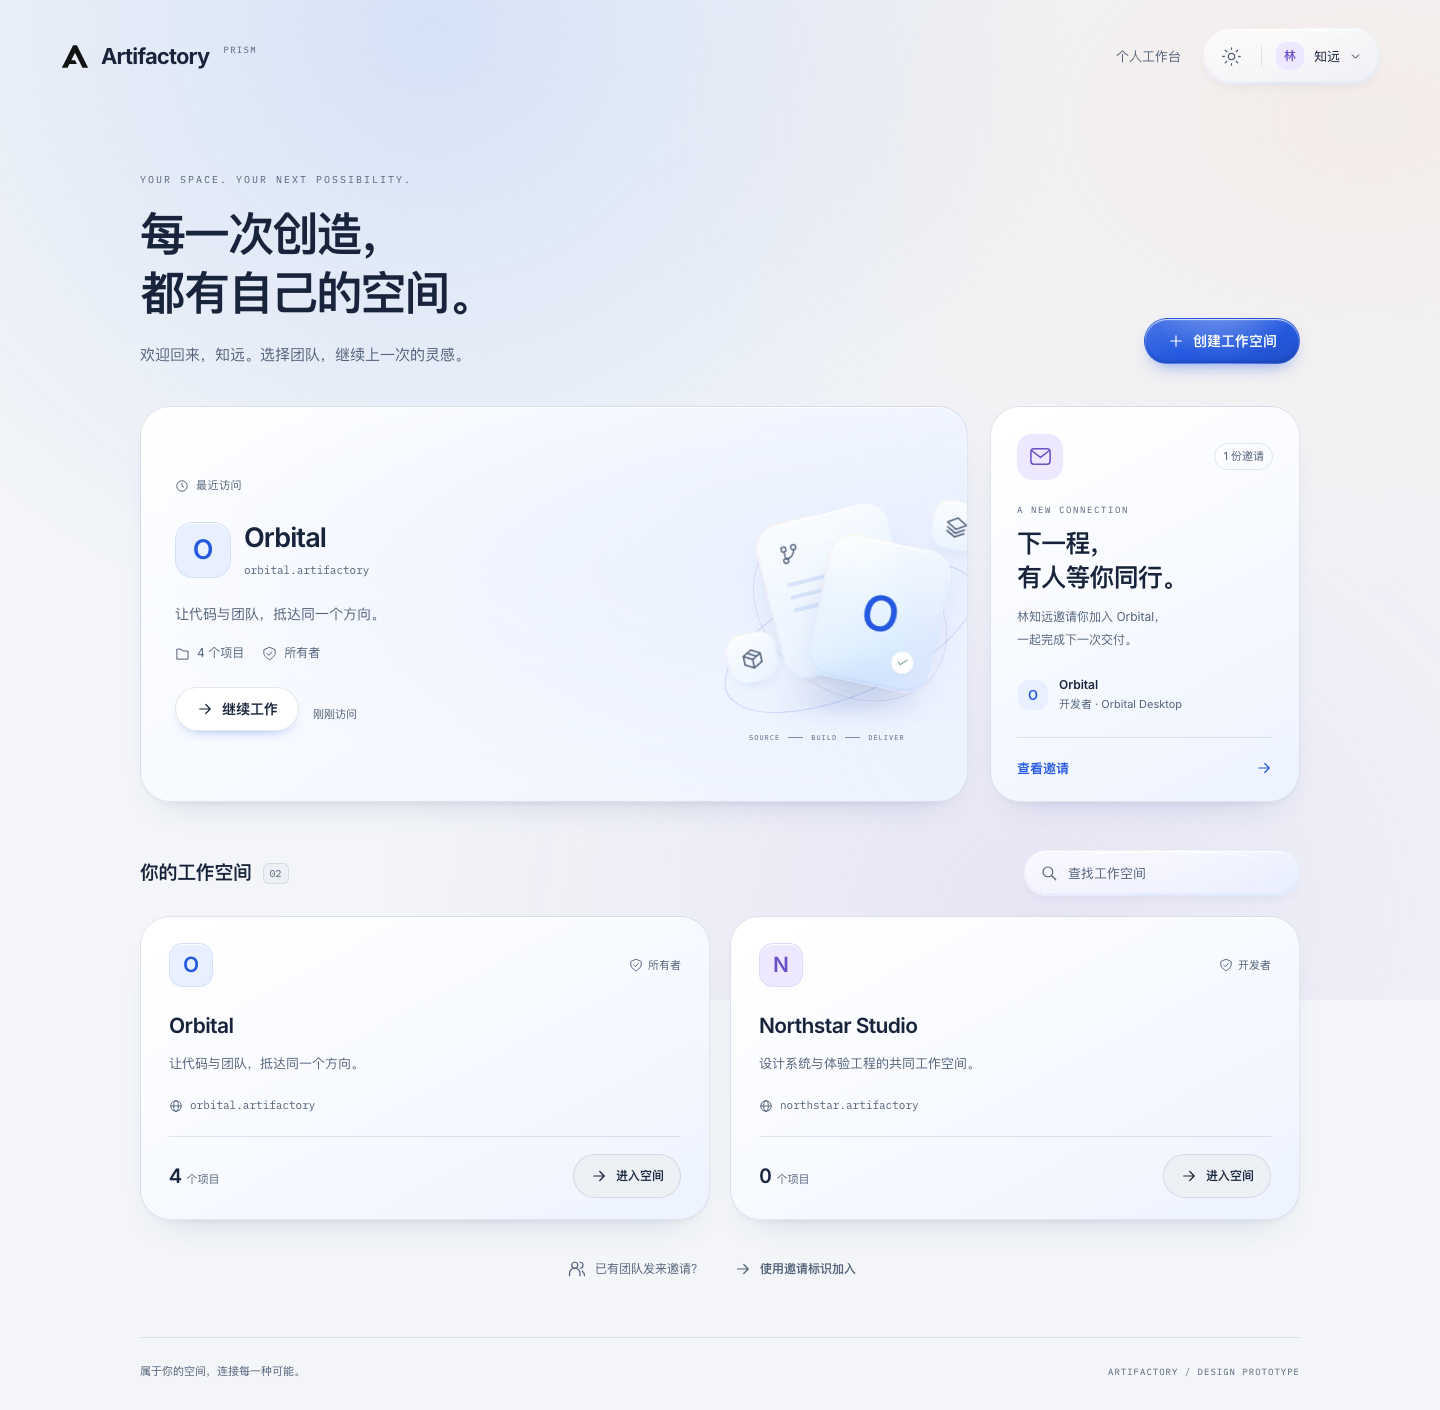 Artifactory PRISM
个人工作台
林 知远
YOUR SPACE. YOUR NEXT POSSIBILITY.
每一次创造，
都有自己的空间。
欢迎回来，知远。选择团队，继续上一次的灵感。
创建工作空间
最近访问
O
Orbital
orbital.artifactory
让代码与团队，抵达同一个方向。
4 个项目 所有者
继续工作 刚刚访问
O
SOURCE BUILD DELIVER
1 份邀请
A NEW CONNECTION
下一程，
有人等你同行。
林知远邀请你加入 Orbital，
一起完成下一次交付。
O
Orbital
开发者 · Orbital Desktop
查看邀请
你的工作空间 02
查找工作空间
O 所有者
Orbital
让代码与团队，抵达同一个方向。
orbital.artifactory
4 个项目 进入空间
N 开发者
Northstar Studio
设计系统与体验工程的共同工作空间。
northstar.artifactory
0 个项目 进入空间
已有团队发来邀请? 使用邀请标识加入
属于你的空间，连接每一种可能。
ARTIFACTORY / DESIGN PROTOTYPE